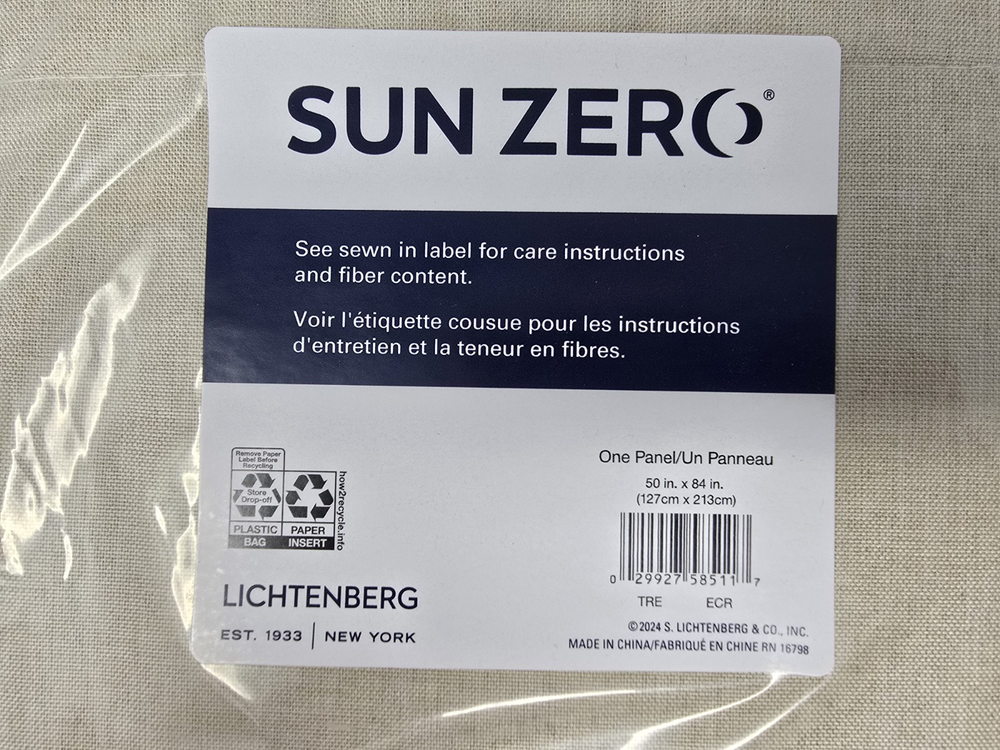 SUN ZERO®
See sewn in label for care instructions
and fiber content.
Voir l'étiquette cousue pour les instructions
d'entretien et la teneur en fibres.
Remove Paper
Label Before
Recycling
Store
Drop-off
PLASTIC
BAG
PAPER
INSERT
how2recycle.info
LICHTENBERG
EST. 1933 | NEW YORK
One Panel/Un Panneau
50 in. x 84 in.
(127cm x 213cm)
0 29927 58511 7
TRE ECR
©2024 S. LICHTENBERG & CO., INC.
MADE IN CHINA/FABRIQUÉ EN CHINE RN 16798